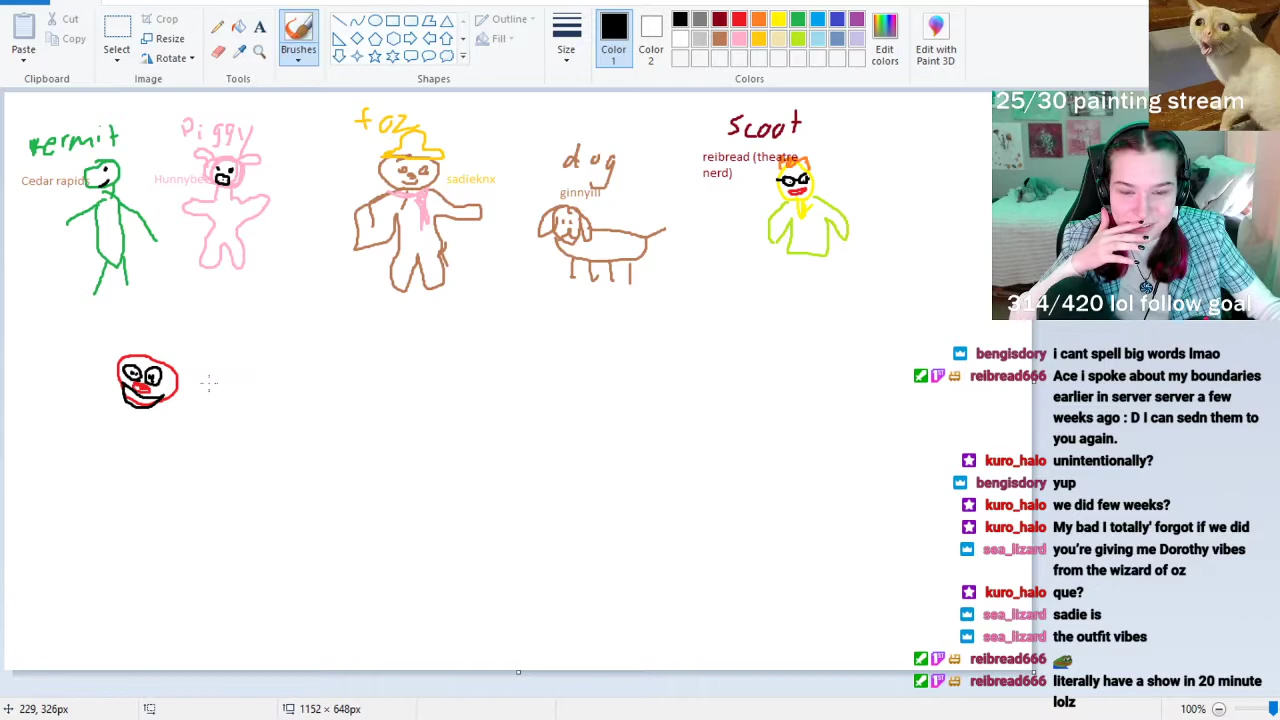 Paste
Cut
Copy
Clipboard
Select
Crop
Resize
Rotate
Image
A
Tools
Brushes
Shapes
Outline
Fill
Size
Color
1
Color
2
Edit
colors
Colors
Edit with
Paint 3D
25/30 painting stream
314/420 lol follow goal
kermit
Cedar rapids
Piggy
Hunnybe
foz
sadieknx
dog
ginnyill
scoot
reibread (theatre
nerd)
bengisdory i cant spell big words lmao
reibread666 Ace i spoke about my boundaries
earlier in server server a few
weeks ago : D I can sedn them to
you again.
kuro_halo unintentionally?
bengisdory yup
kuro_halo we did few weeks?
kuro_halo My bad I totally' forgot if we did
sea_lizard you're giving me Dorothy vibes
from the wizard of oz
kuro_halo que?
sea_lizard sadie is
sea_lizard the outfit vibes
reibread666
reibread666 literally have a show in 20 minute
lolz
229, 326px
1152 × 648px
100%